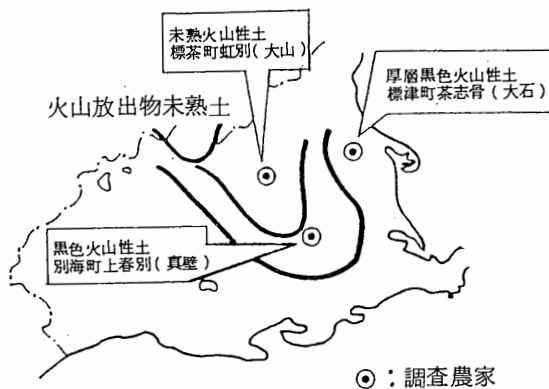 未熟火山性土
標茶町虹別(大山)
厚層黒色火山性土
標津町茶志骨(大石)
火山放出物未熟土
黒色火山性土
別海町上春別(真壁)
◉:調査農家